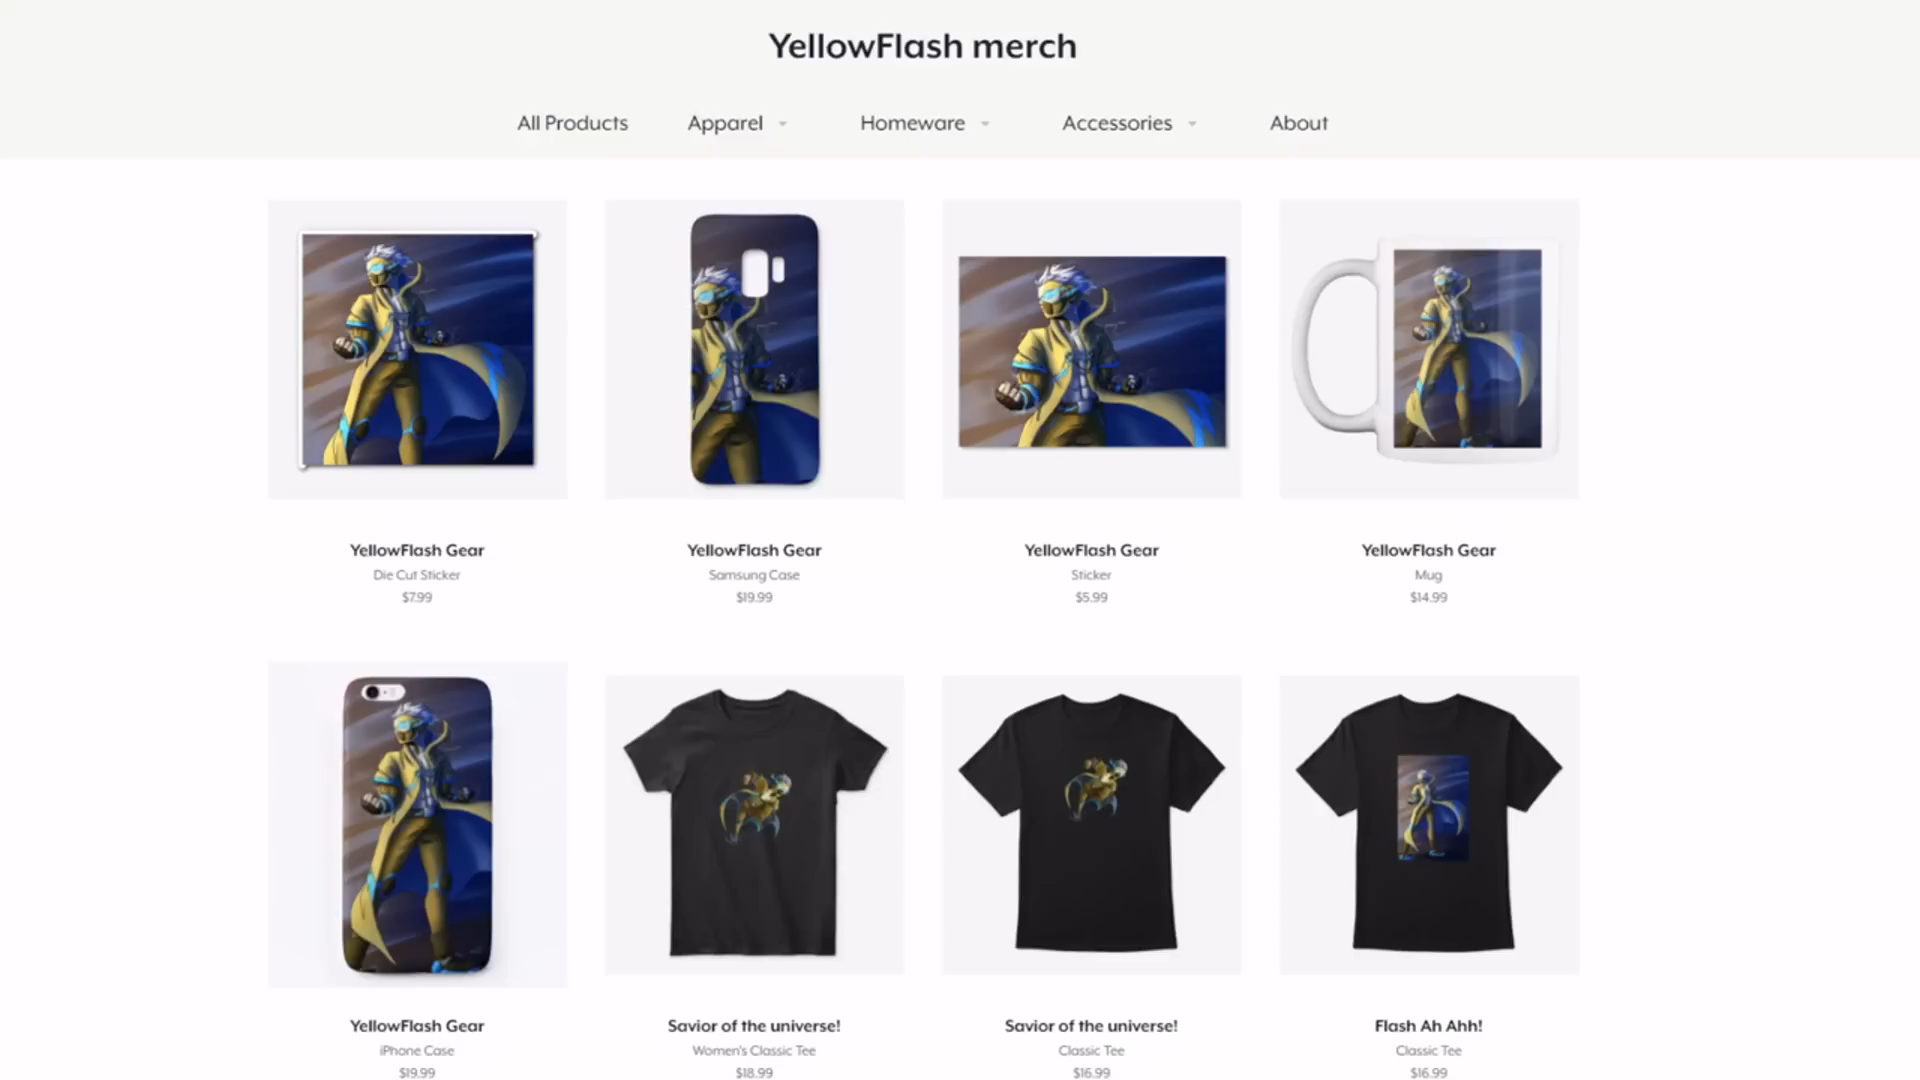 YellowFlash merch
All Products Apparel Homeware Accessories About
YellowFlash Gear
Die Cut Sticker
$7.99
YellowFlash Gear
Samsung Case
$19.99
YellowFlash Gear
Sticker
$5.99
YellowFlash Gear
Mug
$14.99
YellowFlash Gear
iPhone Case
$19.99
Savior of the universe!
Women's Classic Tee
$18.99
Savior of the universe!
Classic Tee
$16.99
Flash Ah Ahh!
Classic Tee
$16.99